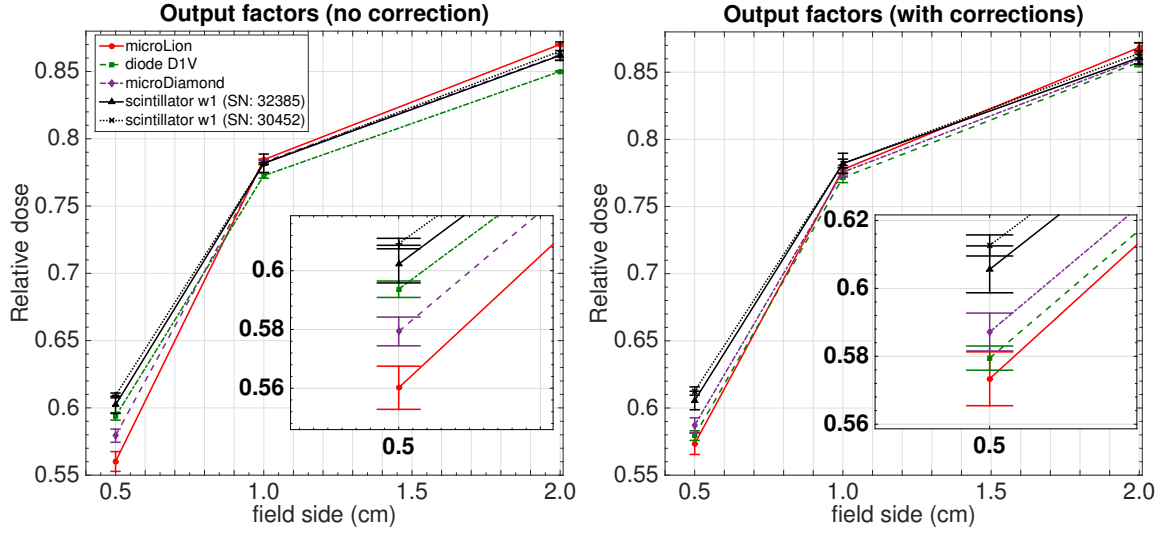 Output factors (no correction)
microLion
diode D1V
microDiamond
scintillator w1 (SN: 32385)
scintillator w1 (SN: 30452)
Relative dose
0.85
0.8
0.75
0.7
0.65
0.6
0.55
0.5
1.0
1.5
2.0
field side (cm)
0.6
0.58
0.56
0.5
Output factors (with corrections)
Relative dose
0.85
0.8
0.75
0.7
0.65
0.6
0.55
0.5
1.0
1.5
2.0
field side (cm)
0.62
0.6
0.58
0.56
0.5